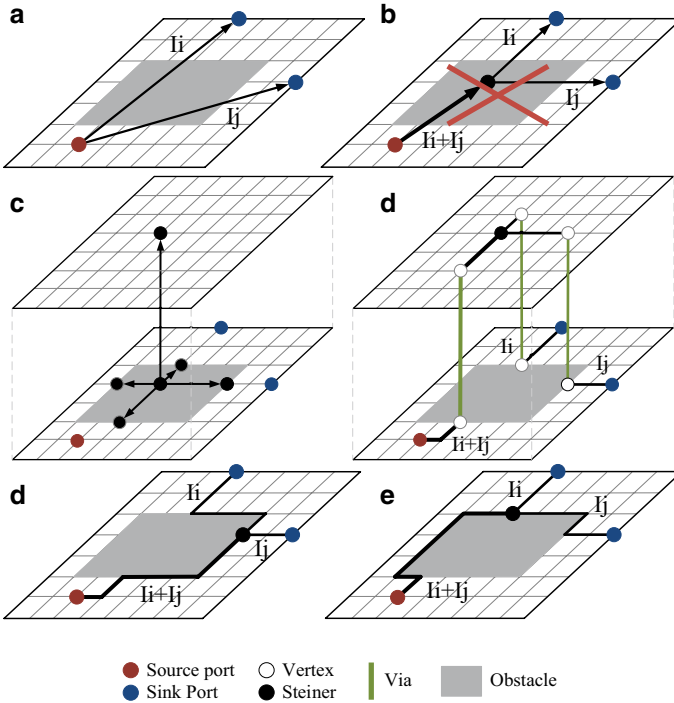 a
Ii
Ij
b
Ii
Ij
Ii+Ij
c
d
Ii
Ij
Ii+Ij
d
Ii
Ij
Ii+Ij
e
Ii
Ij
Ii+Ij
Source port
Vertex
Via
Obstacle
Sink Port
Steiner